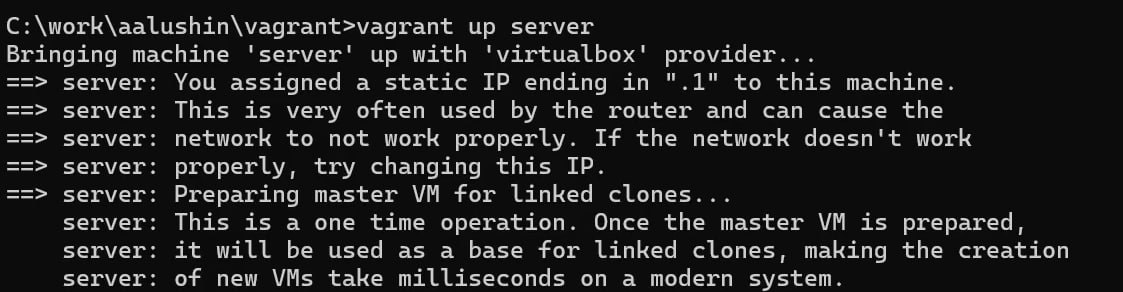 C:\work\aalushin\vagrant>vagrant up server
Bringing machine 'server' up with 'virtualbox' provider...
==> server: You assigned a static IP ending in ".1" to this machine.
==> server: This is very often used by the router and can cause the
==> server: network to not work properly. If the network doesn't work
==> server: properly, try changing this IP.
==> server: Preparing master VM for linked clones...
    server: This is a one time operation. Once the master VM is prepared,
    server: it will be used as a base for linked clones, making the creation
    server: of new VMs take milliseconds on a modern system.